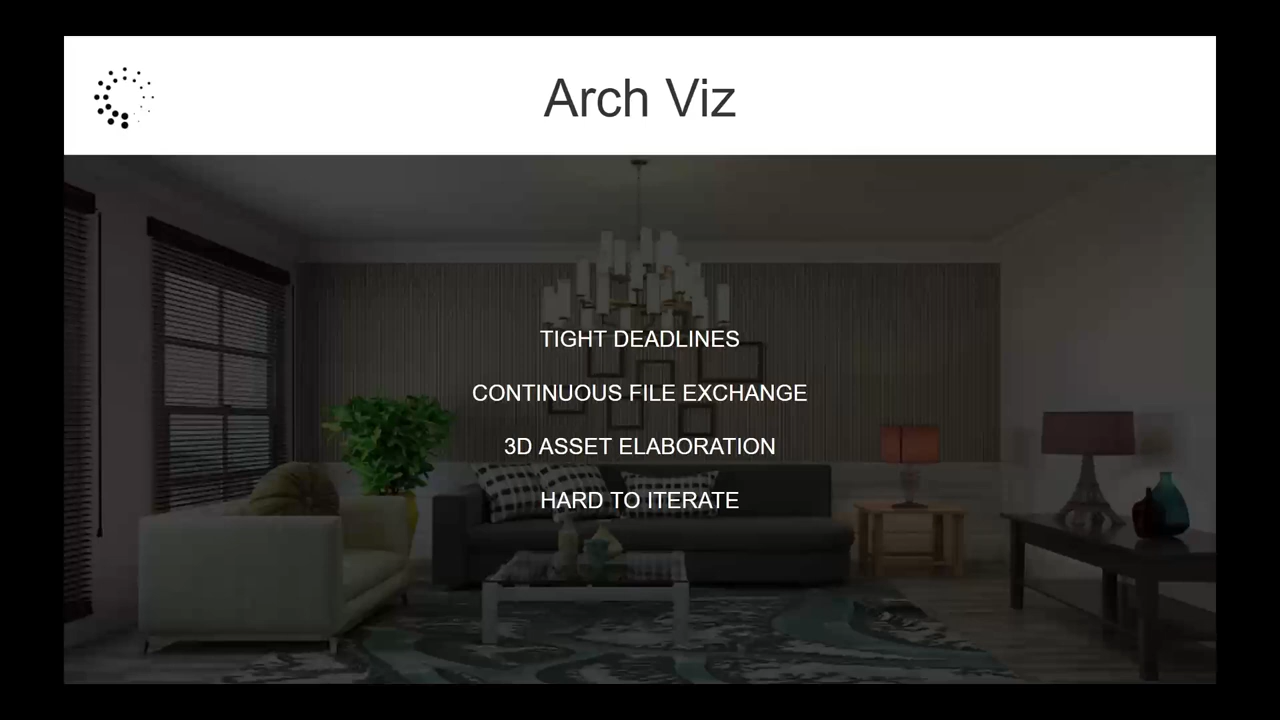 Arch Viz
TIGHT DEADLINES
CONTINUOUS FILE EXCHANGE
3D ASSET ELABORATION
HARD TO ITERATE